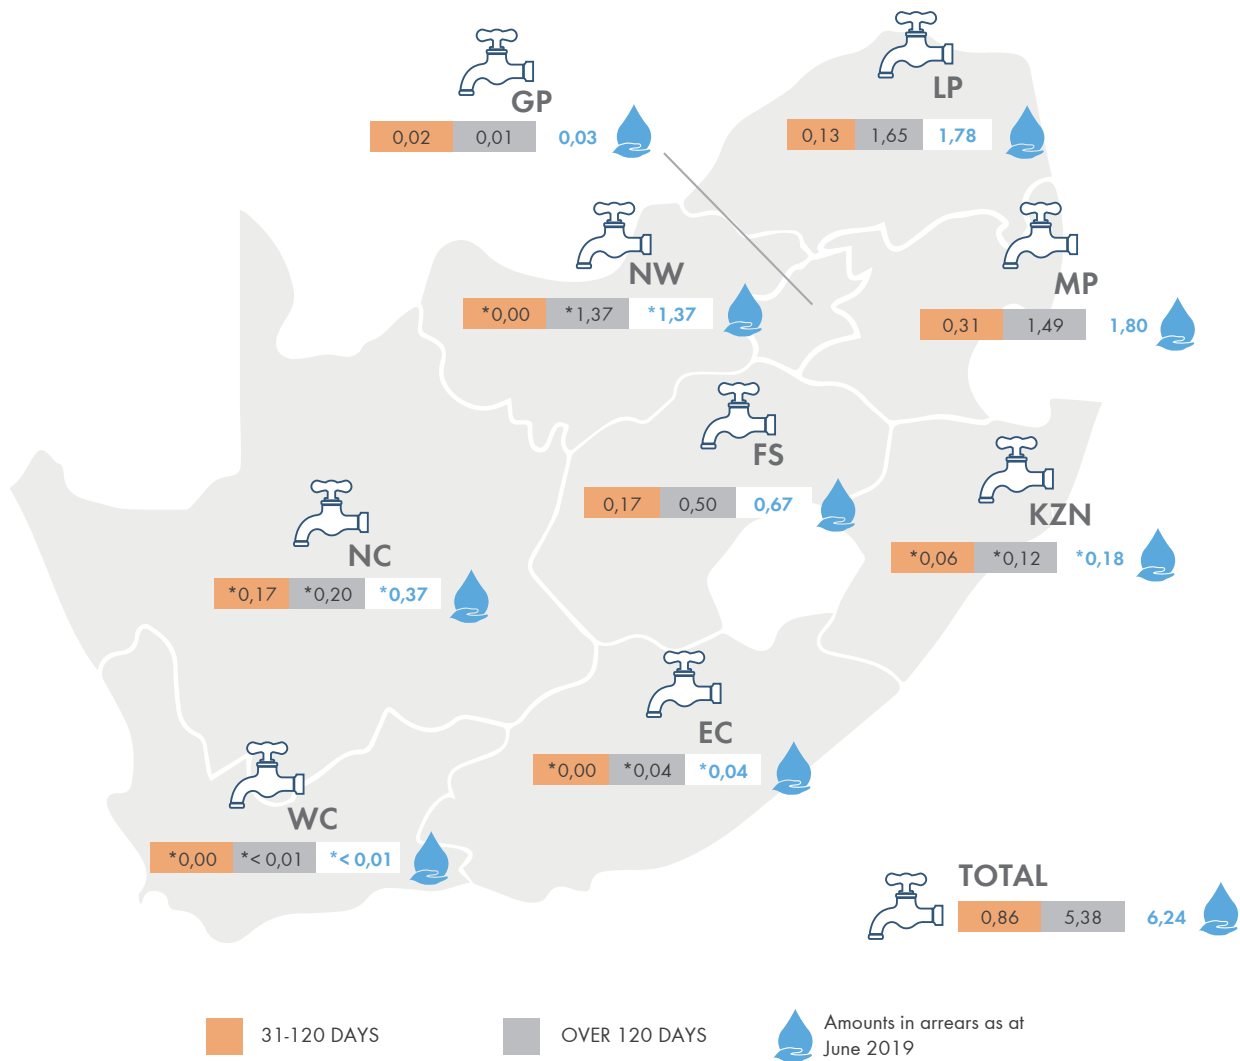 GP
0,02 0,01 0,03
LP
0,13 1,65 1,78
NW
*0,00 *1,37 *1,37
MP
0,31 1,49 1,80
FS
0,17 0,50 0,67
KZN
*0,06 *0,12 *0,18
NC
*0,17 *0,20 *0,37
EC
*0,00 *0,04 *0,04
WC
*0,00 *< 0,01 *< 0,01
TOTAL
0,86 5,38 6,24
31-120 DAYS
OVER 120 DAYS
Amounts in arrears as at
June 2019